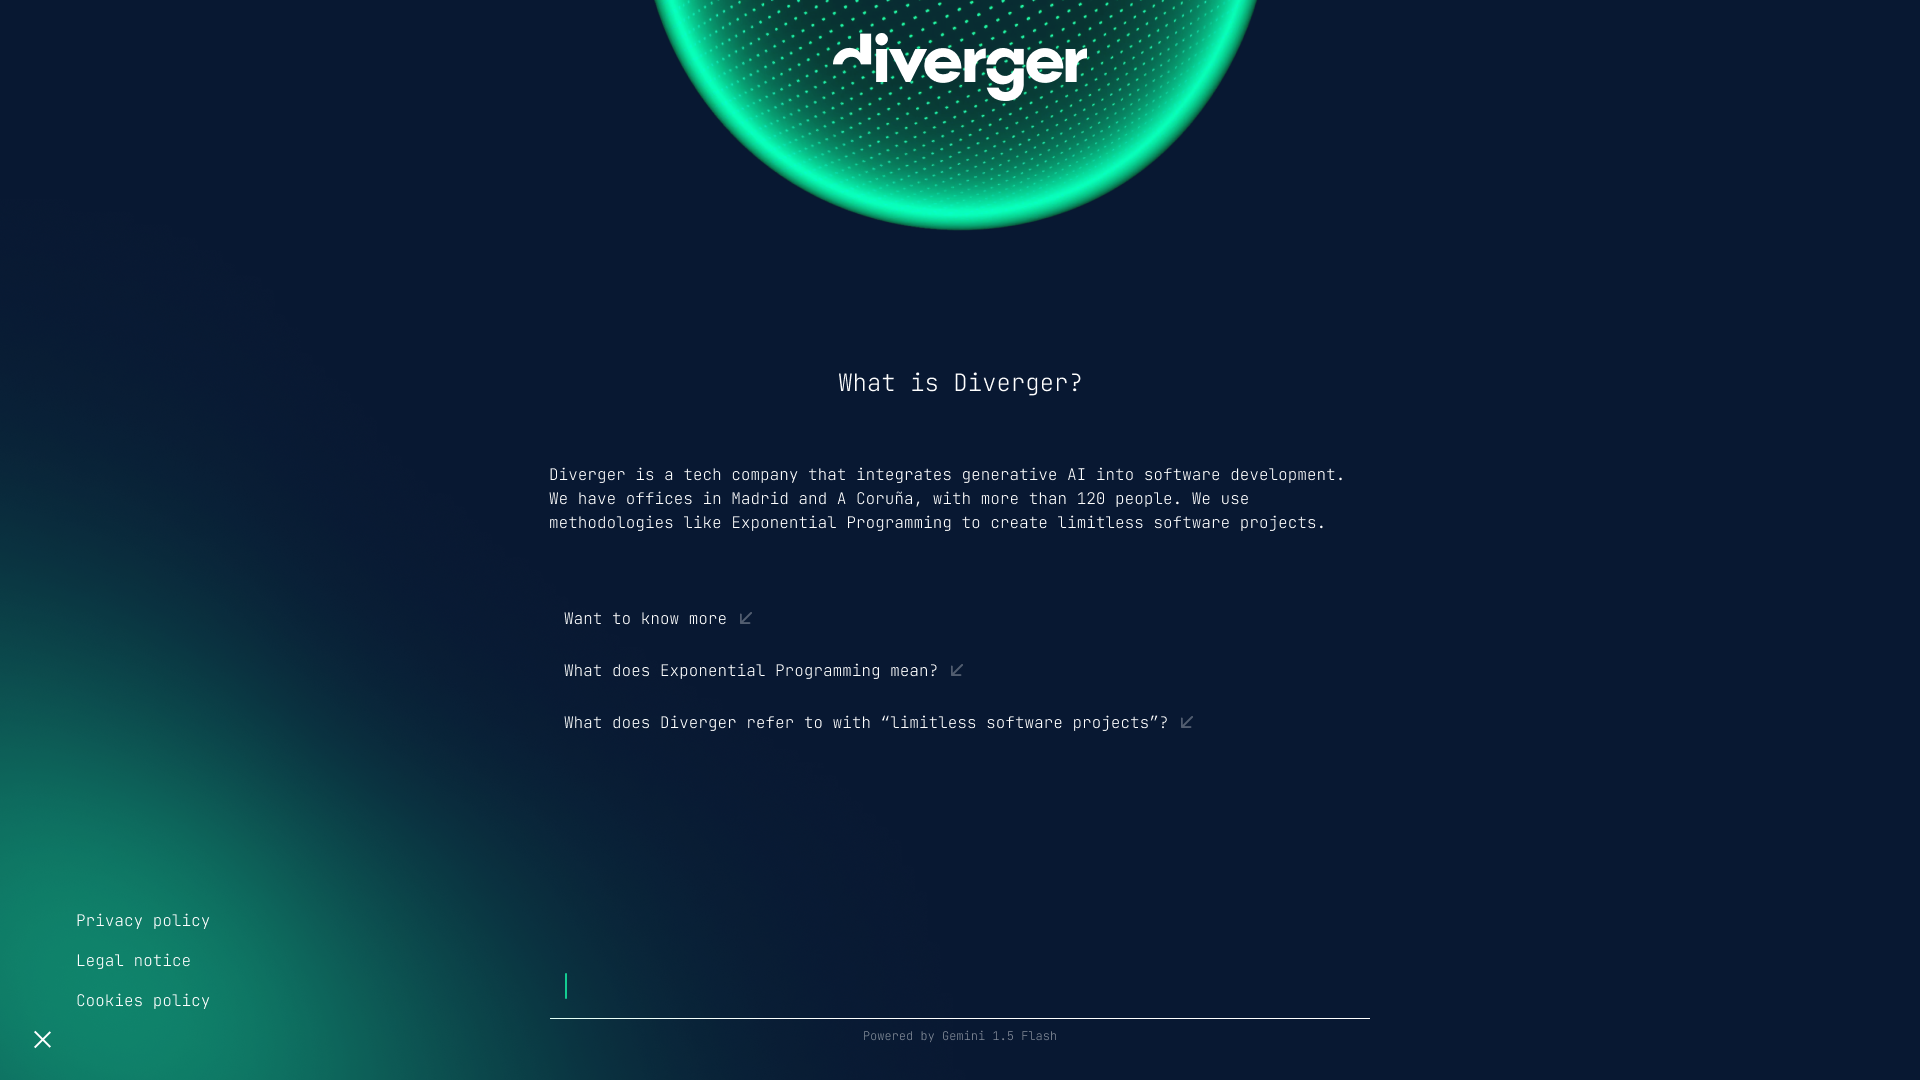 diverger
What is Diverger?
Diverger is a tech company that integrates generative AI into software development.
We have offices in Madrid and A Coruña, with more than 120 people. We use
methodologies like Exponential Programming to create limitless software projects.
Want to know more
What does Exponential Programming mean?
What does Diverger refer to with “limitless software projects”?
Privacy policy
Legal notice
Cookies policy
Powered by Gemini 1.5 Flash